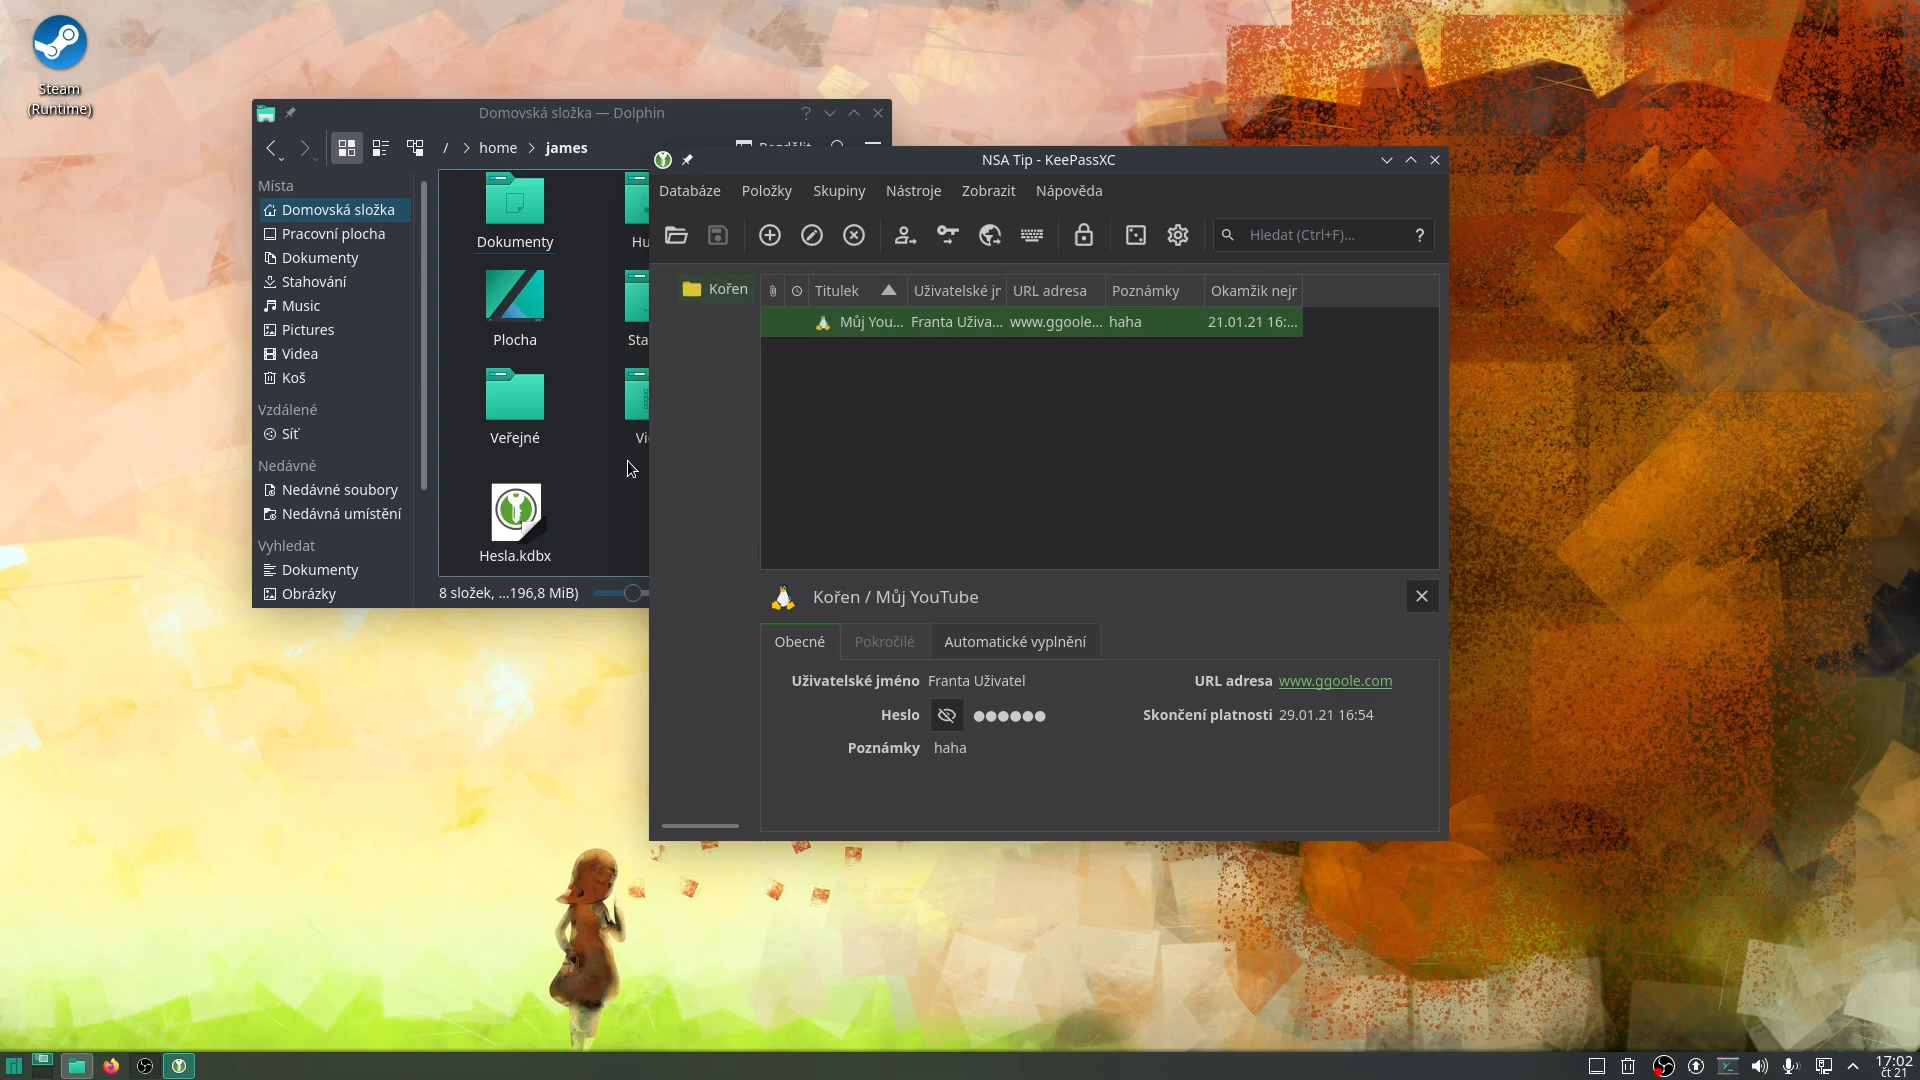 Steam
(Runtime)
Domovská složka — Dolphin
/ > home > james
Místa
Domovská složka
Pracovní plocha
Dokumenty
Stahování
Music
Pictures
Videa
Koš
Vzdálené
Síť
Nedávné
Nedávné soubory
Nedávná umístění
Vyhledat
Dokumenty
Obrázky
Dokumenty
Hu
Plocha
Sta
Veřejné
Hesla.kdbx
8 složek, ...196,8 MiB)
NSA Tip - KeePassXC
Databáze Položky Skupiny Nástroje Zobrazit Nápověda
Hledat (Ctrl+F)... ?
Kořen
Titulek Uživatelské jr URL adresa Poznámky Okamžik nejr
Můj You... Franta Uživa... www.ggoole... haha 21.01.21 16:...
Kořen / Můj YouTube
Obecné Pokročilé Automatické vyplnění
Uživatelské jméno Franta Uživatel URL adresa www.ggoole.com
Heslo ●●●●●● Skončení platnosti 29.01.21 16:54
Poznámky haha
17:02
čt 21